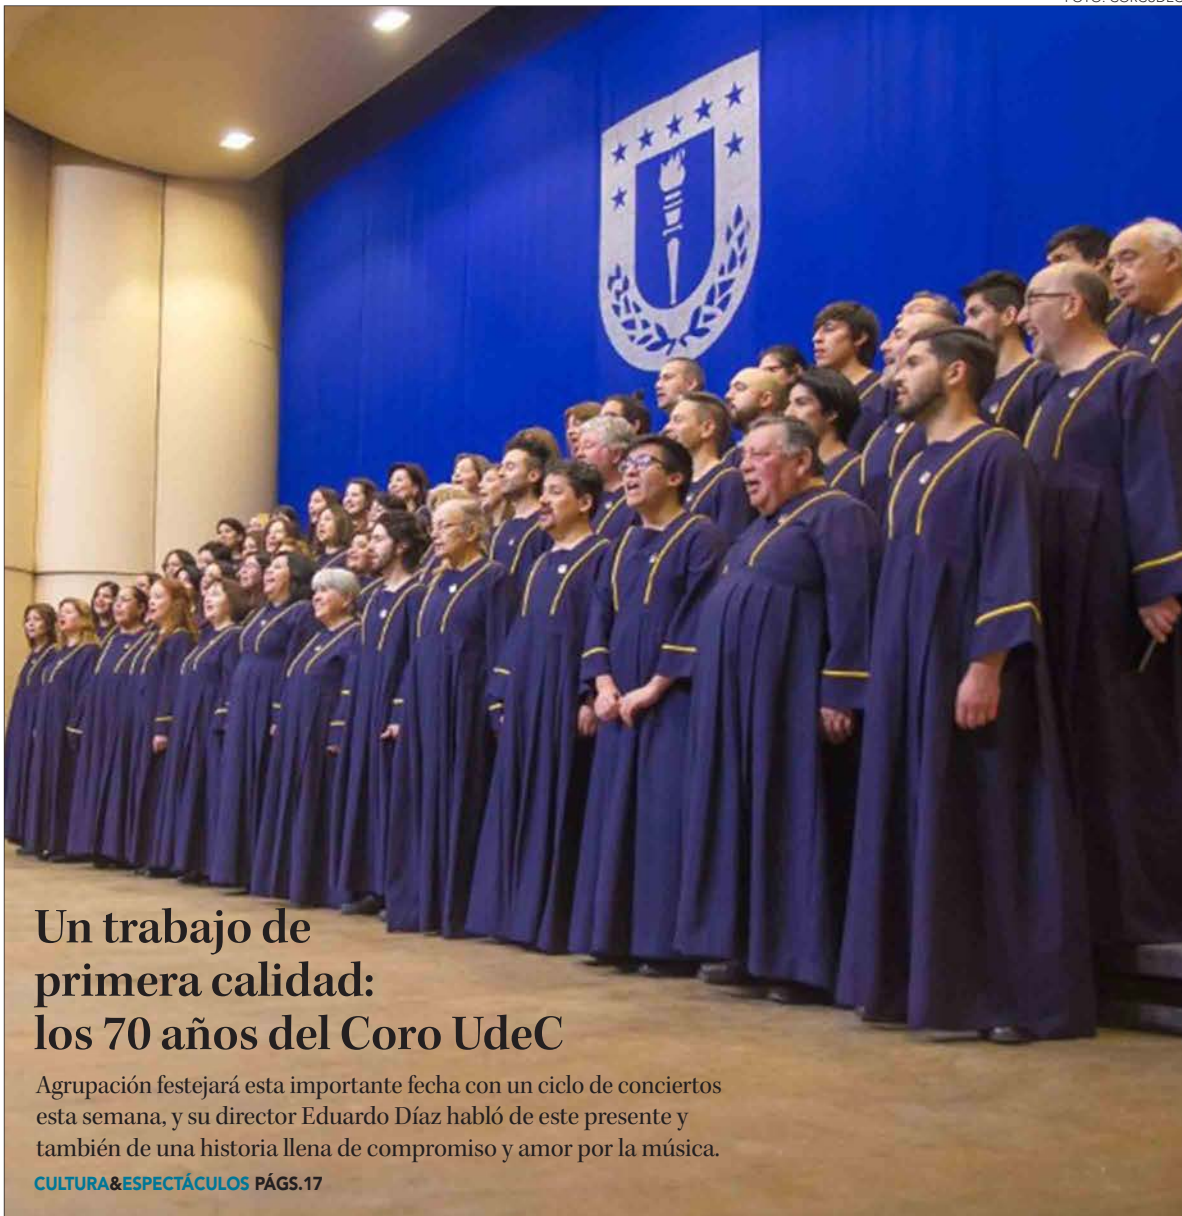 Un trabajo de
primera calidad:
los 70 años del Coro UdeC
Agrupación festejará esta importante fecha con un ciclo de conciertos
esta semana, y su director Eduardo Díaz habló de este presente y
también de una historia llena de compromiso y amor por la música.
CULTURA&ESPECTÁCULOS PÁGS.17